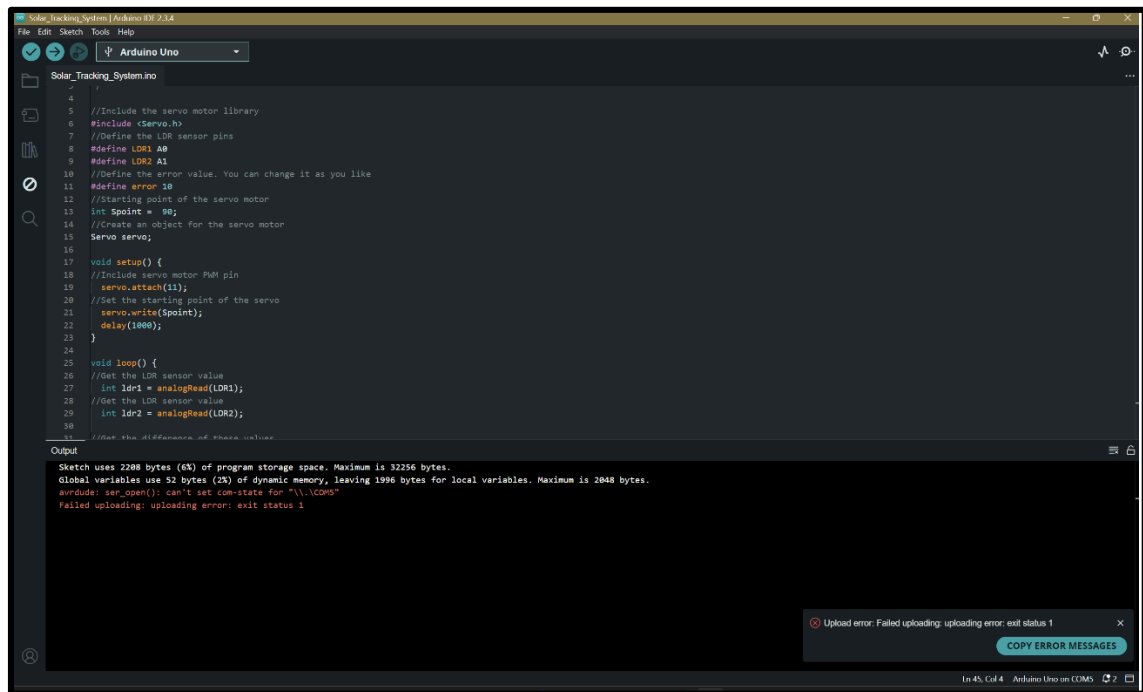 Solar_Tracking_System | Arduino IDE 2.3.4
File Edit Sketch Tools Help
Arduino Uno
Solar_Tracking_System.ino
4
5 //Include the servo motor library
6 #include <Servo.h>
7 //Define the LDR sensor pins
8 #define LDR1 A0
9 #define LDR2 A1
10 //Define the error value. You can change it as you like
11 #define error 10
12 //Starting point of the servo motor
13 int Spoint =  90;
14 //Create an object for the servo motor
15 Servo servo;
16
17 void setup() {
18 //Include servo motor PWM pin
19   servo.attach(11);
20 //Set the starting point of the servo
21   servo.write(Spoint);
22   delay(1000);
23 }
24
25 void loop() {
26 //Get the LDR sensor value
27   int ldr1 = analogRead(LDR1);
28 //Get the LDR sensor value
29   int ldr2 = analogRead(LDR2);
30
31 //Get the difference of these values
Output
Sketch uses 2208 bytes (6%) of program storage space. Maximum is 32256 bytes.
Global variables use 52 bytes (2%) of dynamic memory, leaving 1996 bytes for local variables. Maximum is 2048 bytes.
avrdude: ser_open(): can't set com-state for "\\.\COM5"
Failed uploading: uploading error: exit status 1
Upload error: Failed uploading: uploading error: exit status 1
COPY ERROR MESSAGES
Ln 45, Col 4 Arduino Uno on COM5 2